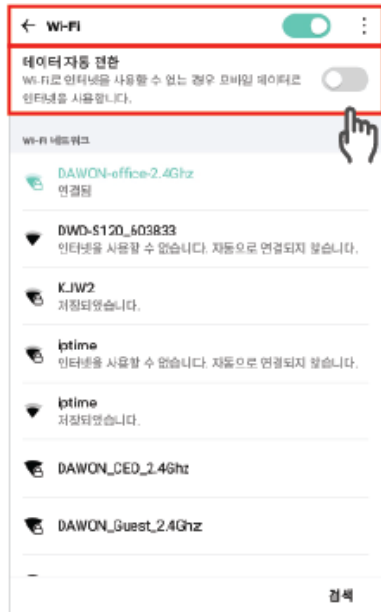 ← Wi-Fi
데이터 자동 전환
Wi-Fi로 인터넷을 사용할 수 없는 경우 모바일 데이터로
인터넷을 사용합니다.
Wi-Fi 네트워크
DAWON-office-2.4Ghz
연결됨
DWD-S120_603833
인터넷을 사용할 수 없습니다. 자동으로 연결되지 않습니다.
KJW2
저장되었습니다.
iptime
인터넷을 사용할 수 없습니다. 자동으로 연결되지 않습니다.
iptime
저장되었습니다.
DAWON_CEO_2.4Ghz
DAWON_Guest_2.4Ghz
검색